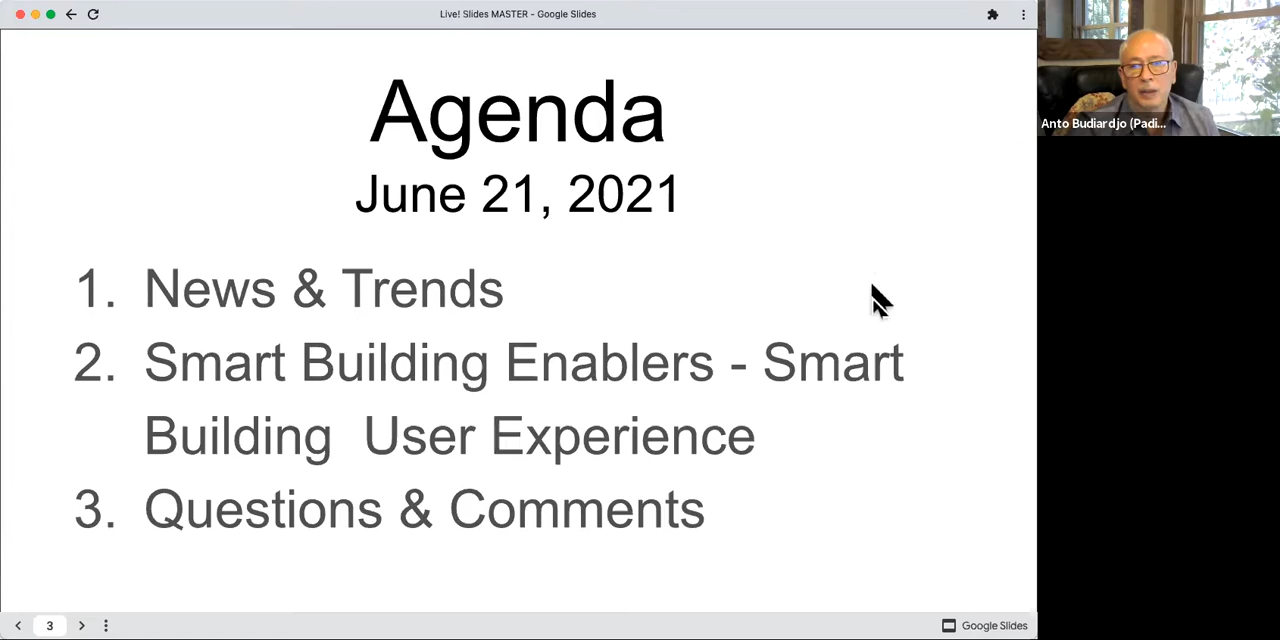 Live! Slides MASTER - Google Slides
Agenda
June 21, 2021
1. News & Trends
2. Smart Building Enablers - Smart
Building  User Experience
3. Questions & Comments
Anto Budiardjo (Padi...
3
Google Slides